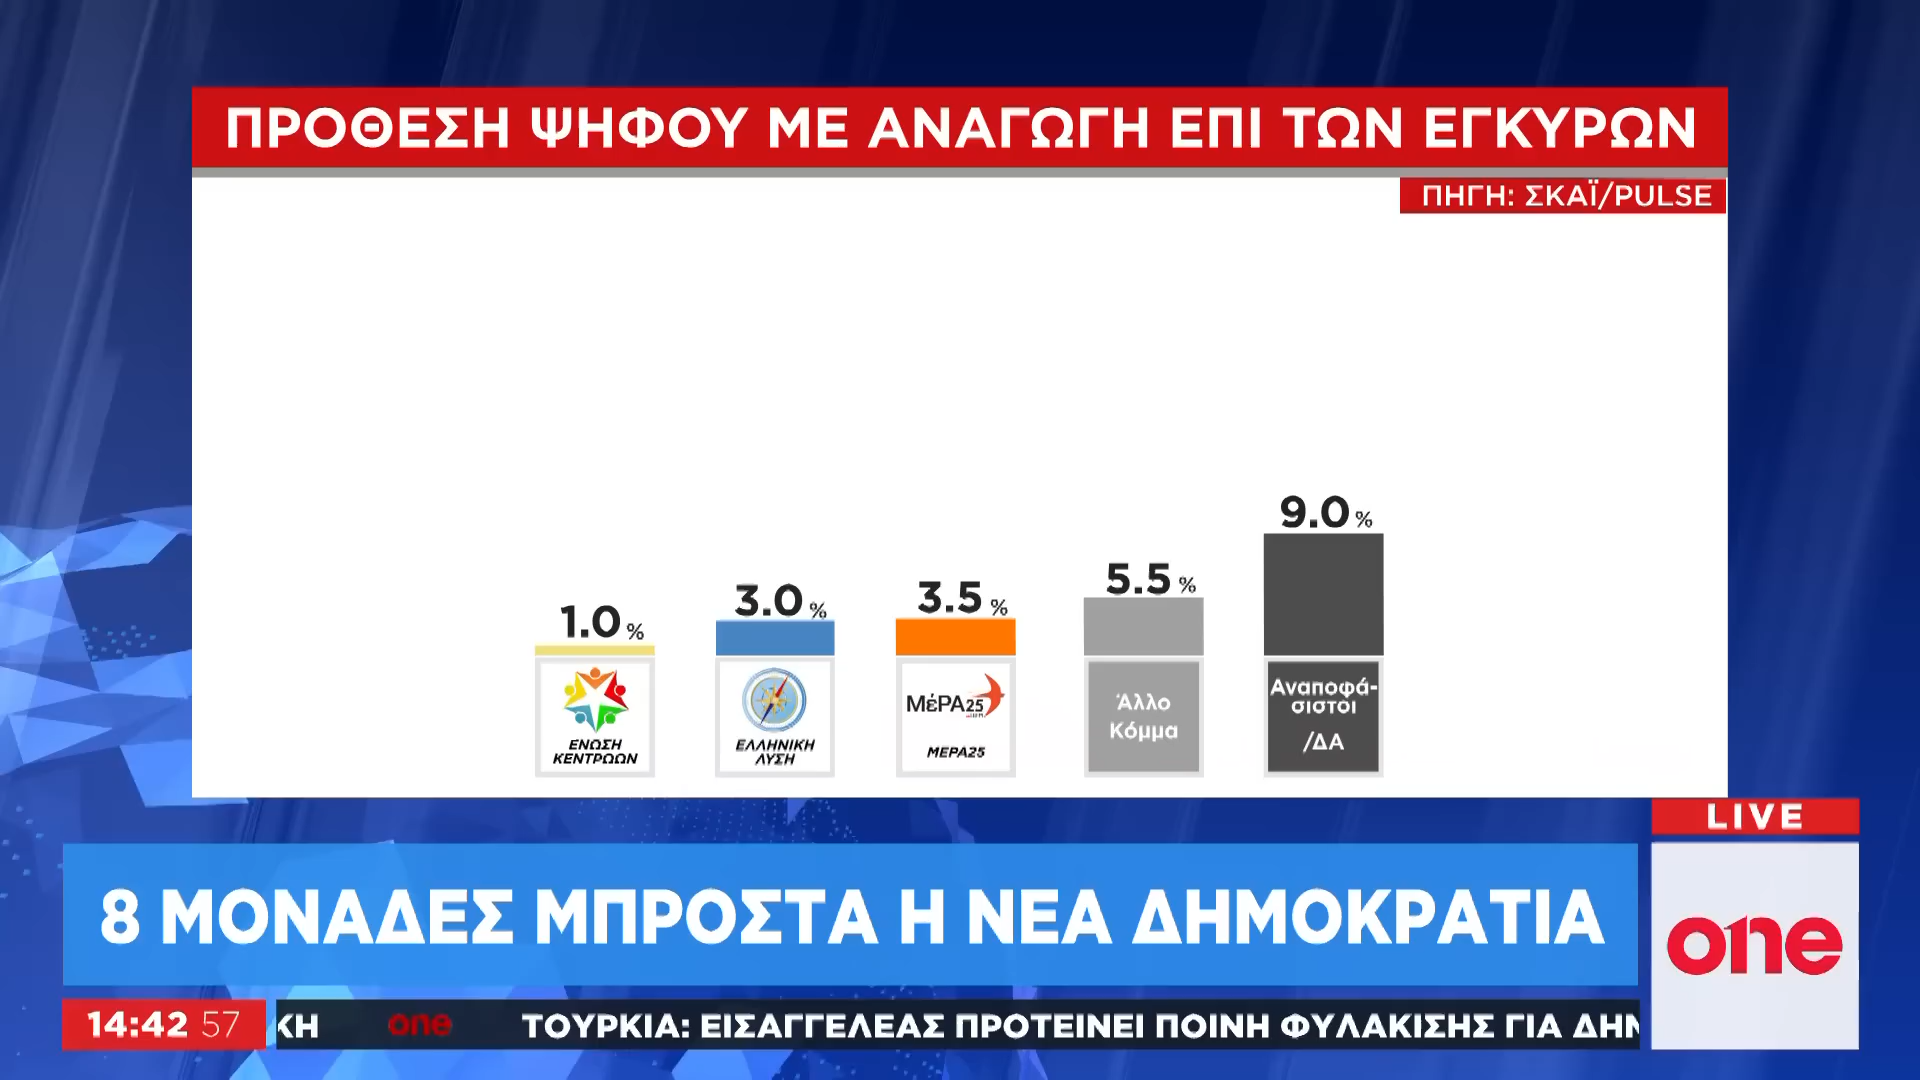 ΠΡΟΘΕΣΗ ΨΗΦΟΥ ΜΕ ΑΝΑΓΩΓΗ ΕΠΙ ΤΩΝ ΕΓΚΥΡΩΝ
ΠΗΓΗ: ΣΚΑΪ/PULSE
1.0 %
3.0 %
3.5 %
5.5 %
9.0 %
ΕΝΩΣΗ
ΚΕΝΤΡΩΩΝ
ΕΛΛΗΝΙΚΗ
ΛΥΣΗ
ΜέΡΑ25
ΜΕΡΑ25
Άλλο
Κόμμα
Αναποφά-
σιστοι
/ΔΑ
LIVE
8 ΜΟΝΑΔΕΣ ΜΠΡΟΣΤΑ Η ΝΕΑ ΔΗΜΟΚΡΑΤΙΑ
one
14:42 57
ΚΗ one ΤΟΥΡΚΙΑ: ΕΙΣΑΓΓΕΛΕΑΣ ΠΡΟΤΕΙΝΕΙ ΠΟΙΝΗ ΦΥΛΑΚΙΣΗΣ ΓΙΑ ΔΗΜ